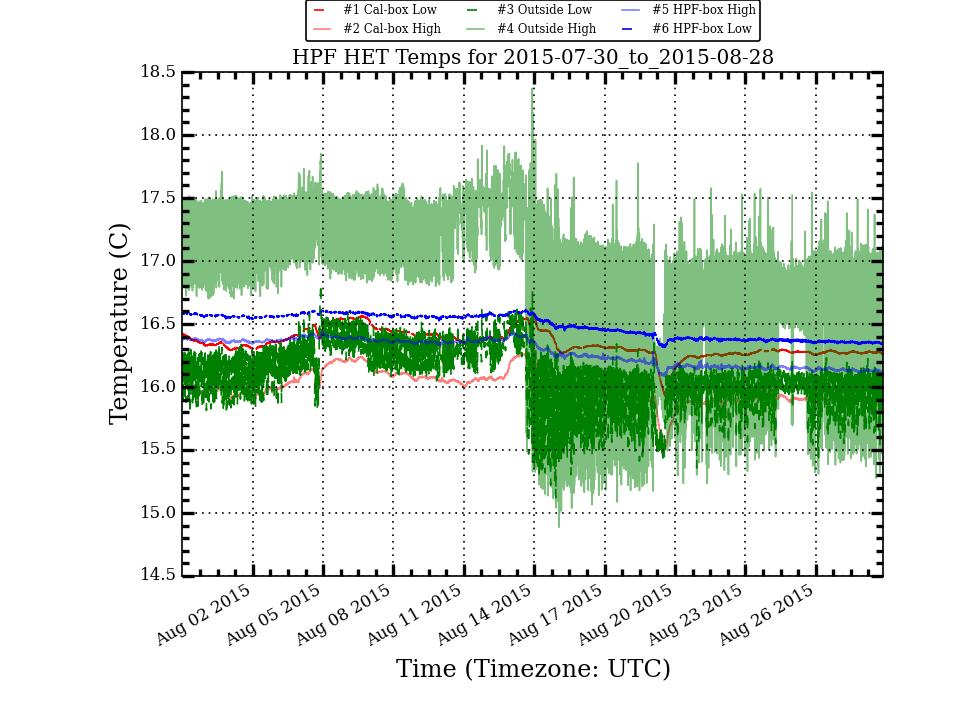 #1 Cal-box Low #3 Outside Low #5 HPF-box High
#2 Cal-box High #4 Outside High #6 HPF-box Low
HPF HET Temps for 2015-07-30_to_2015-08-28
18.5
18.0
17.5
17.0
16.5
16.0
15.5
15.0
14.5
Temperature (C)
Aug 02 2015
Aug 05 2015
Aug 08 2015
Aug 11 2015
Aug 14 2015
Aug 17 2015
Aug 20 2015
Aug 23 2015
Aug 26 2015
Time (Timezone: UTC)